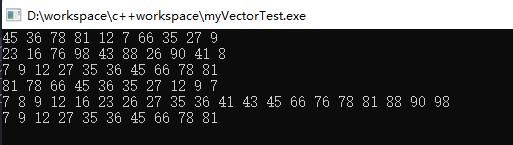 D:\workspace\c++workspace\myVectorTest.exe
45 36 78 81 12 7 66 35 27 9
23 16 76 98 43 88 26 90 41 8
7 9 12 27 35 36 45 66 78 81
81 78 66 45 36 35 27 12 9 7
7 8 9 12 16 23 26 27 35 36 41 43 45 66 76 78 81 88 90 98
7 9 12 27 35 36 45 66 78 81